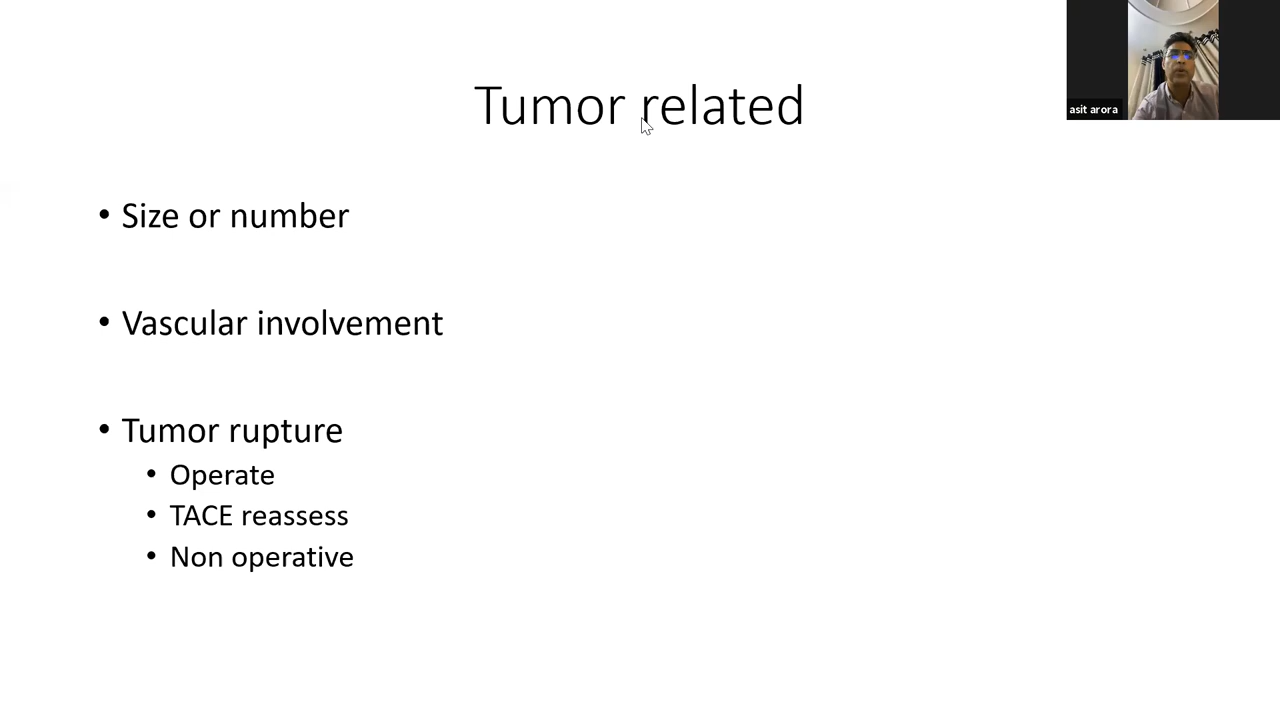 Tumor related
asit arora
• Size or number
• Vascular involvement
• Tumor rupture
• Operate
• TACE reassess
• Non operative